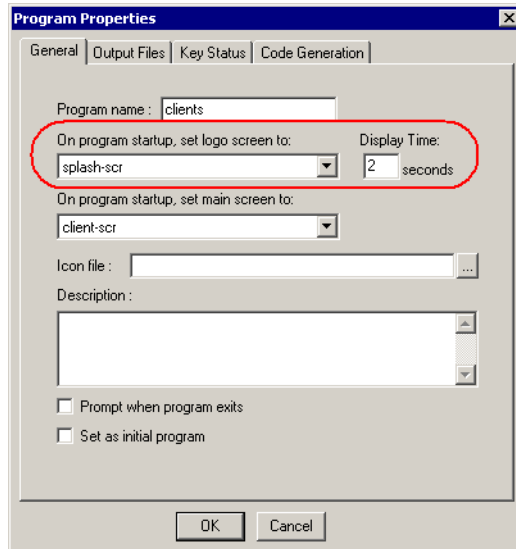 Program Properties
General Output Files Key Status Code Generation
Program name : clients
On program startup, set logo screen to: Display Time:
splash-scr 2 seconds
On program startup, set main screen to:
client-scr
Icon file : ...
Description :
Prompt when program exits
Set as initial program
OK Cancel